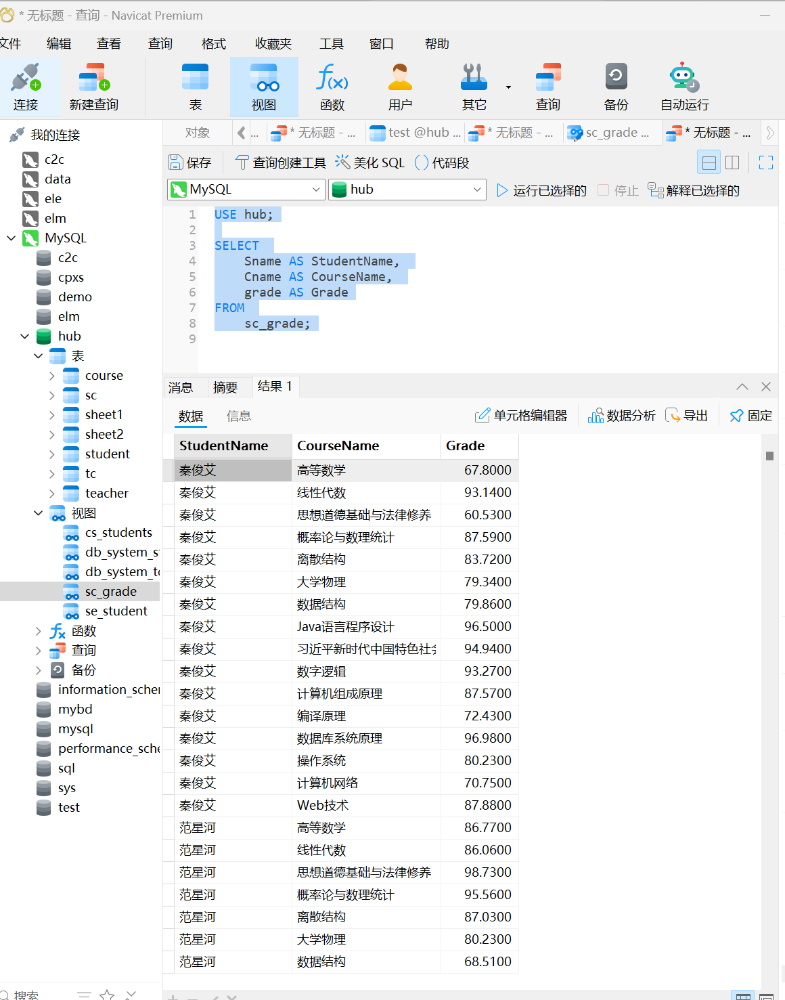 * 无标题 - 查询 - Navicat Premium
文件 编辑 查看 查询 格式 收藏夹 工具 窗口 帮助
连接 新建查询 表 视图 函数 用户 其它 查询 备份 自动运行
我的连接
c2c
data
ele
elm
MySQL
c2c
cpxs
demo
elm
hub
表
course
sc
sheet1
sheet2
student
tc
teacher
视图
cs_students
db_system_s
db_system_t
sc_grade
se_student
函数
查询
备份
information_scher
mybd
mysql
performance_sche
sql
sys
test
搜索
对象 ... * 无标题 - ... test @hub ... * 无标题 - ... sc_grade ... * 无标题 - ...
保存 查询创建工具 美化 SQL () 代码段
MySQL hub 运行已选择的 停止 解释已选择的
1 USE hub;
2
3 SELECT
4 Sname AS StudentName,
5 Cname AS CourseName,
6 grade AS Grade
7 FROM
8 sc_grade;
9
消息 摘要 结果 1
数据 信息 单元格编辑器 数据分析 导出 固定
StudentName CourseName Grade
秦俊艾 高等数学 67.8000
秦俊艾 线性代数 93.1400
秦俊艾 思想道德基础与法律修养 60.5300
秦俊艾 概率论与数理统计 87.5900
秦俊艾 离散结构 83.7200
秦俊艾 大学物理 79.3400
秦俊艾 数据结构 79.8600
秦俊艾 Java语言程序设计 96.5000
秦俊艾 习近平新时代中国特色社会 94.9400
秦俊艾 数字逻辑 93.2700
秦俊艾 计算机组成原理 87.5700
秦俊艾 编译原理 72.4300
秦俊艾 数据库系统原理 96.9800
秦俊艾 操作系统 80.2300
秦俊艾 计算机网络 70.7500
秦俊艾 Web技术 87.8800
范星河 高等数学 86.7700
范星河 线性代数 86.0600
范星河 思想道德基础与法律修养 98.7300
范星河 概率论与数理统计 95.5600
范星河 离散结构 87.0300
范星河 大学物理 80.2300
范星河 数据结构 68.5100